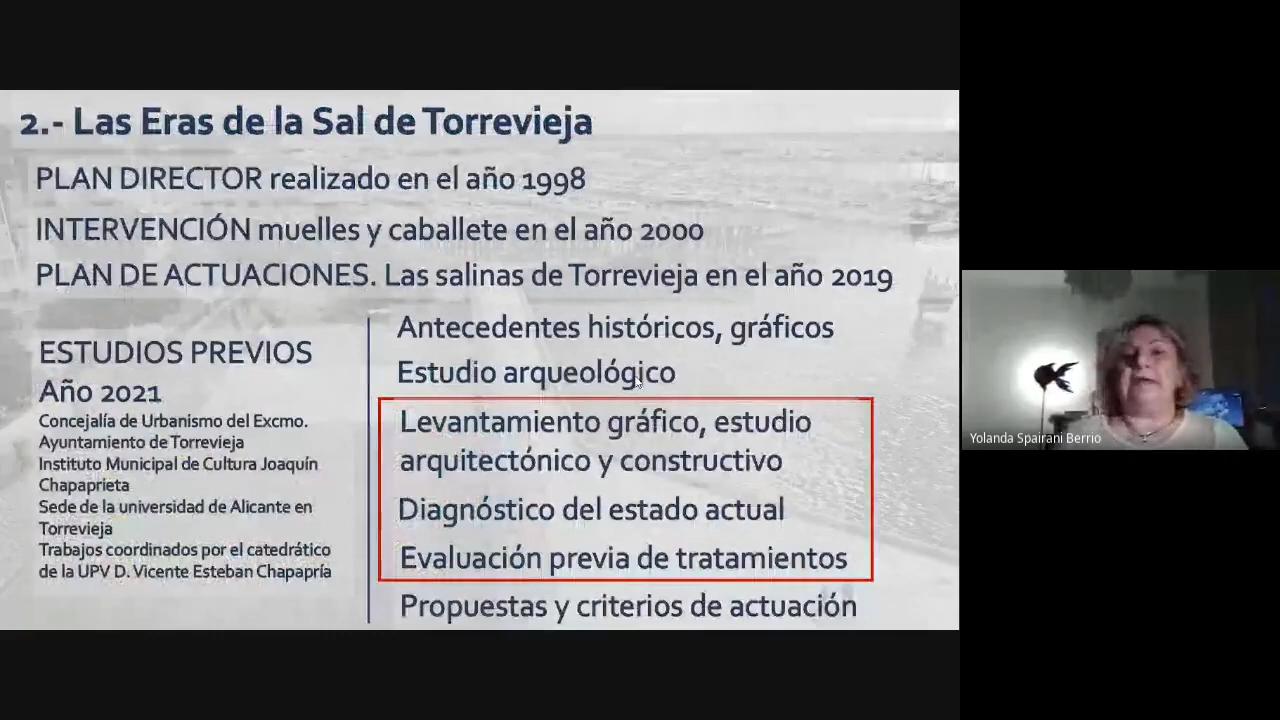 2.- Las Eras de la Sal de Torrevieja
PLAN DIRECTOR realizado en el año 1998
INTERVENCIÓN muelles y caballete en el año 2000
PLAN DE ACTUACIONES. Las salinas de Torrevieja en el año 2019
ESTUDIOS PREVIOS
Año 2021
Concejalía de Urbanismo del Excmo.
Ayuntamiento de Torrevieja
Instituto Municipal de Cultura Joaquín
Chapaprieta
Sede de la universidad de Alicante en
Torrevieja
Trabajos coordinados por el catedrático
de la UPV D. Vicente Esteban Chapapría
Antecedentes históricos, gráficos
Estudio arqueológico
Levantamiento gráfico, estudio
arquitectónico y constructivo
Diagnóstico del estado actual
Evaluación previa de tratamientos
Propuestas y criterios de actuación
Yolanda Spairani Berrio